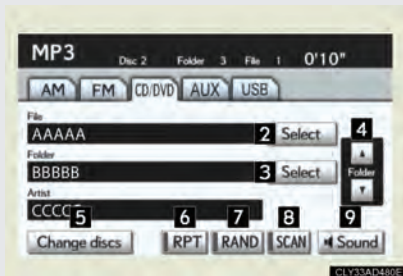 MP3 Disc 2 Folder 3 File 1 0'10"
AM FM CD/DVD AUX USB
File
AAAAA 2 Select 4
Folder
BBBBB 3 Select Folder
Artist
CCCCC
5 6 7 8 9
Change discs RPT RAND SCAN Sound
CLY33AD480E